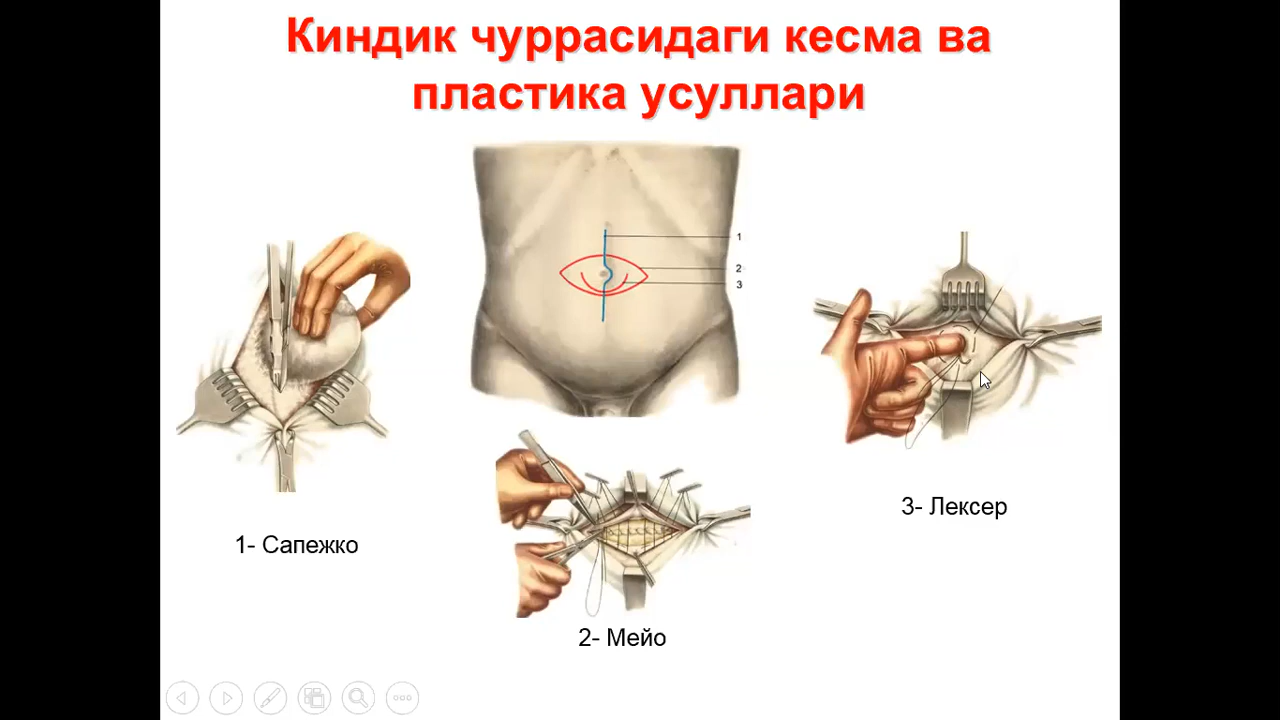 Киндик чуррасидаги кесма ва
пластика усуллари
1
2
3
3- Лексер
1- Сапежко
2- Мейо